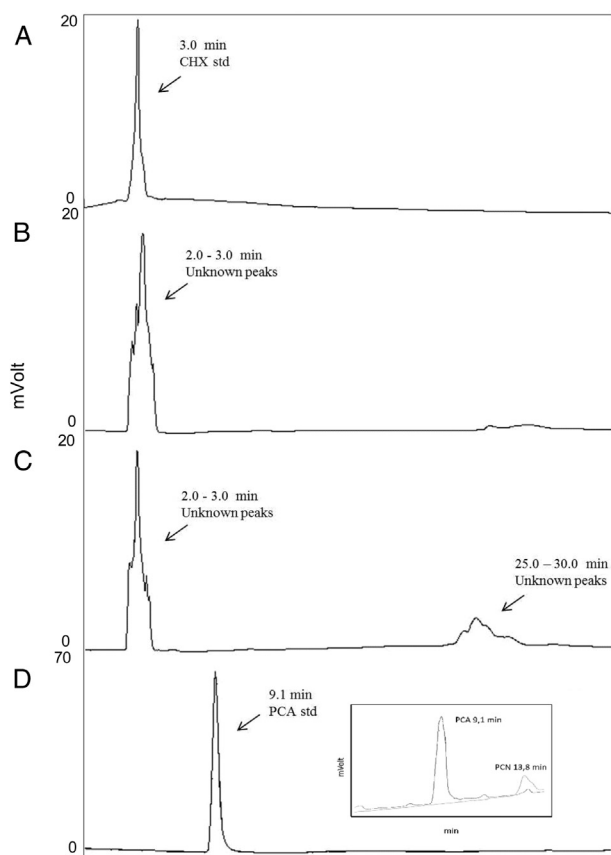 A
20
3.0 min
CHX std
0
20
B
2.0 - 3.0 min
Unknown peaks
mVolt
0
20
C
2.0 - 3.0 min
Unknown peaks
25.0 – 30.0 min
Unknown peaks
0
70
D
9.1 min
PCA std
PCA 9,1 min
PCN 13,8 min
mVolt
min
0